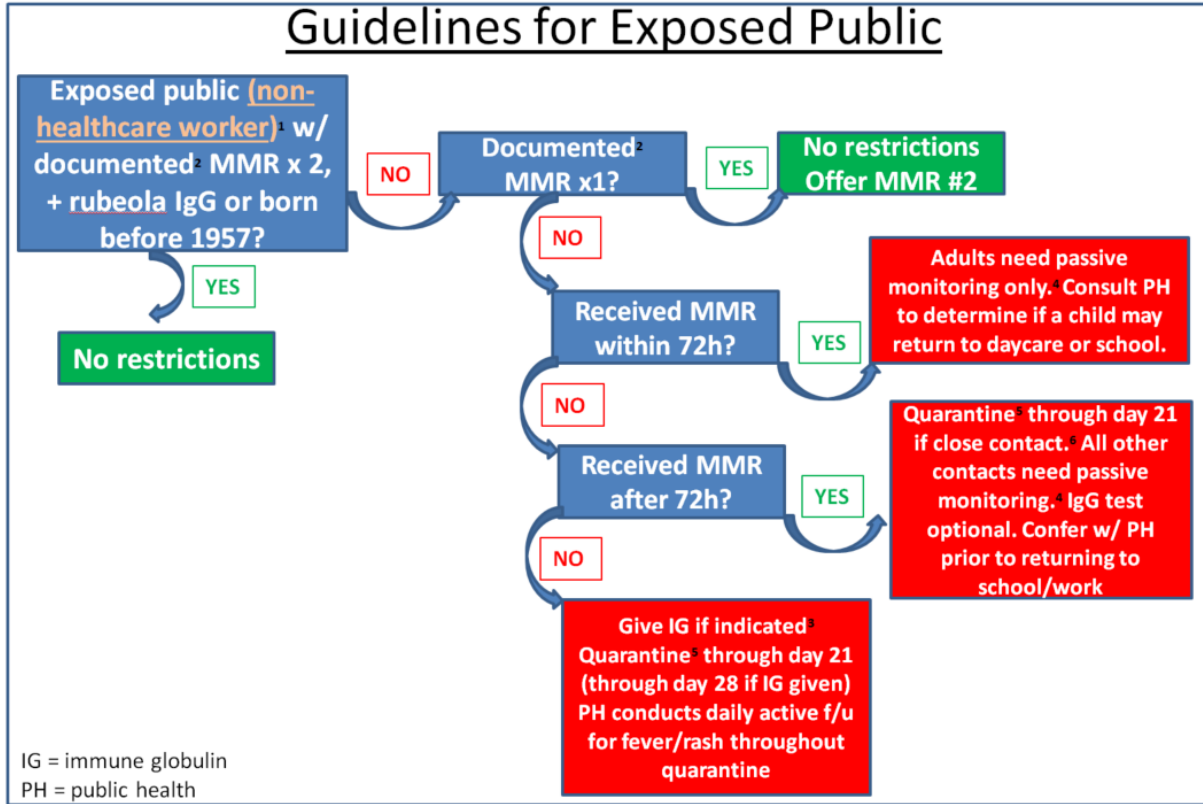 Guidelines for Exposed Public
Exposed public (non-
healthcare worker)¹ w/
documented² MMR x 2,
+ rubeola IgG or born
before 1957?
NO
Documented²
MMR x1?
YES
No restrictions
Offer MMR #2
YES
No restrictions
NO
Received MMR
within 72h?
YES
Adults need passive
monitoring only.⁴ Consult PH
to determine if a child may
return to daycare or school.
NO
Received MMR
after 72h?
YES
Quarantine⁵ through day 21
if close contact.⁶ All other
contacts need passive
monitoring.⁴ IgG test
optional. Confer w/ PH
prior to returning to
school/work
NO
Give IG if indicated³
Quarantine⁵ through day 21
(through day 28 if IG given)
PH conducts daily active f/u
for fever/rash throughout
quarantine
IG = immune globulin
PH = public health